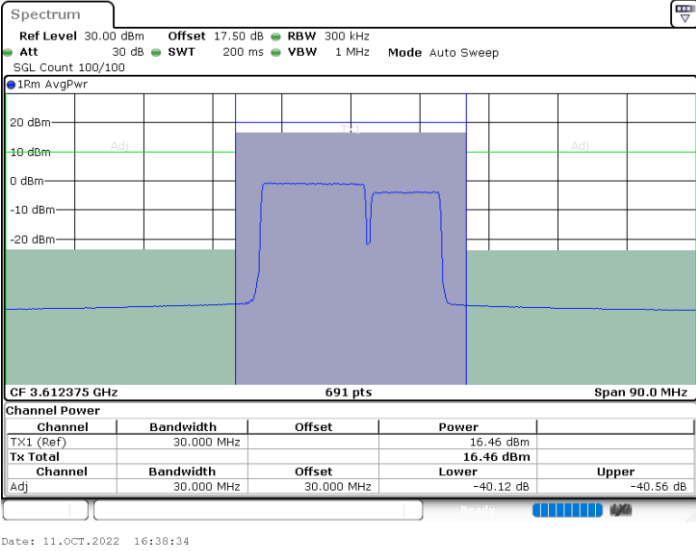 Spectrum
Ref Level 30.00 dBm Offset 17.50 dB RBW 300 kHz
Att 30 dB SWT 200 ms VBW 1 MHz Mode Auto Sweep
SGL Count 100/100
1Rm AvgPwr
20 dBm
TX1
Adj Adj
10 dBm
0 dBm
-10 dBm
-20 dBm
CF 3.612375 GHz 691 pts Span 90.0 MHz
Channel Power
Channel Bandwidth Offset Power
TX1 (Ref) 30.000 MHz 16.46 dBm
Tx Total 16.46 dBm
Channel Bandwidth Offset Lower Upper
Adj 30.000 MHz 30.000 MHz -40.12 dB -40.56 dB
Ready
Date: 11.OCT.2022 16:38:34